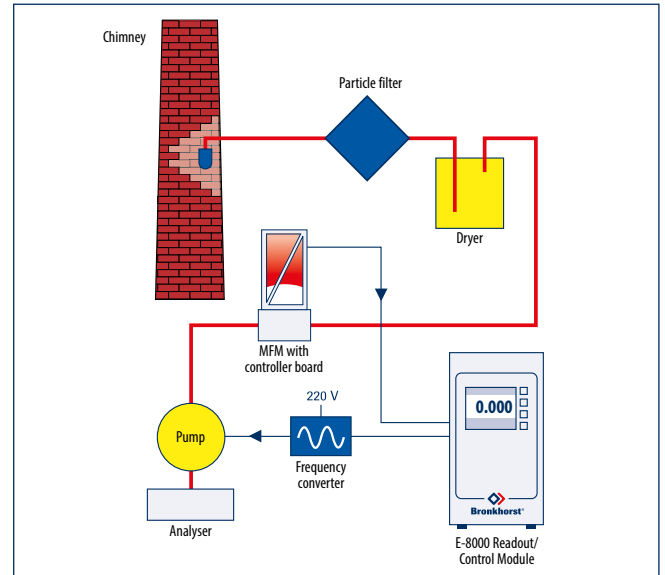 Chimney
Particle filter
Dryer
MFM with
controller board
220 V
0.000
Pump
Frequency
converter
Bronkhorst®
Analyser
E-8000 Readout/
Control Module